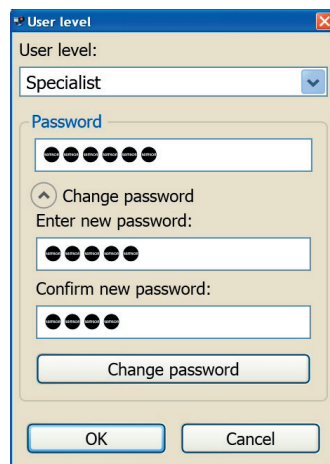 User level
User level:
Specialist
Password
Change password
Enter new password:
Confirm new password:
Change password
OK
Cancel